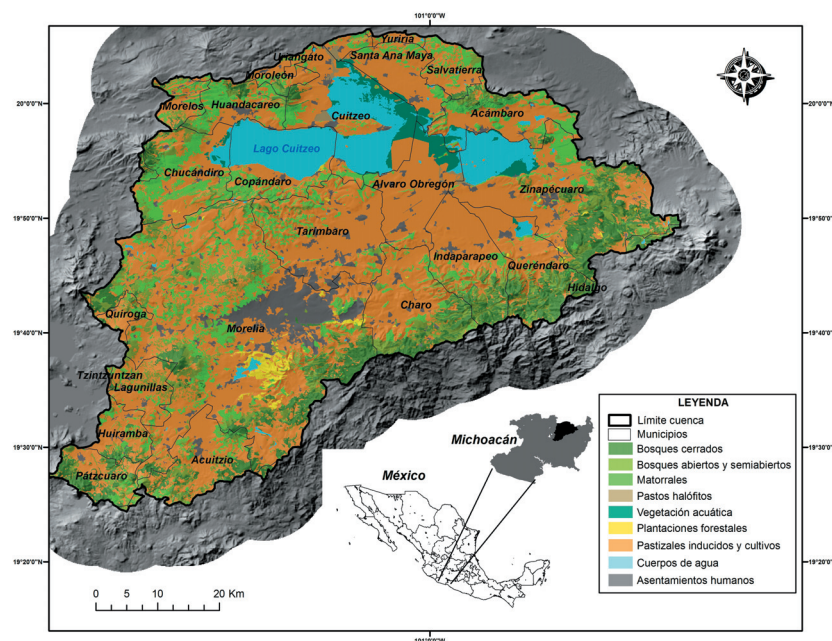 101°0'0"W
Yuriria
Uriangato
Santa Ana Maya
Moroleón
Salvatierra
20°0'0"N
20°0'0"N
Morelos
Huandacareo
Cuitzeo
Acámbaro
Lago Cuitzeo
Chucándiro
Copándaro
Alvaro Obregón
Zinapécuaro
19°50'0"N
19°50'0"N
Tarímbaro
Indaparapeo
Queréndaro
Hidalgo
Quiroga
Charo
Morelia
19°40'0"N
19°40'0"N
Tzintzuntzan
Lagunillas
Huiramba
Acuitzio
Pátzcuaro
19°30'0"N
19°30'0"N
Michoacán
México
19°20'0"N
19°20'0"N
LEYENDA
Límite cuenca
Municipios
Bosques cerrados
Bosques abiertos y semiabiertos
Matorrales
Pastos halófitos
Vegetación acuática
Plantaciones forestales
Pastizales inducidos y cultivos
Cuerpos de agua
Asentamientos humanos
0 5 10 20 Km
101°0'0"W